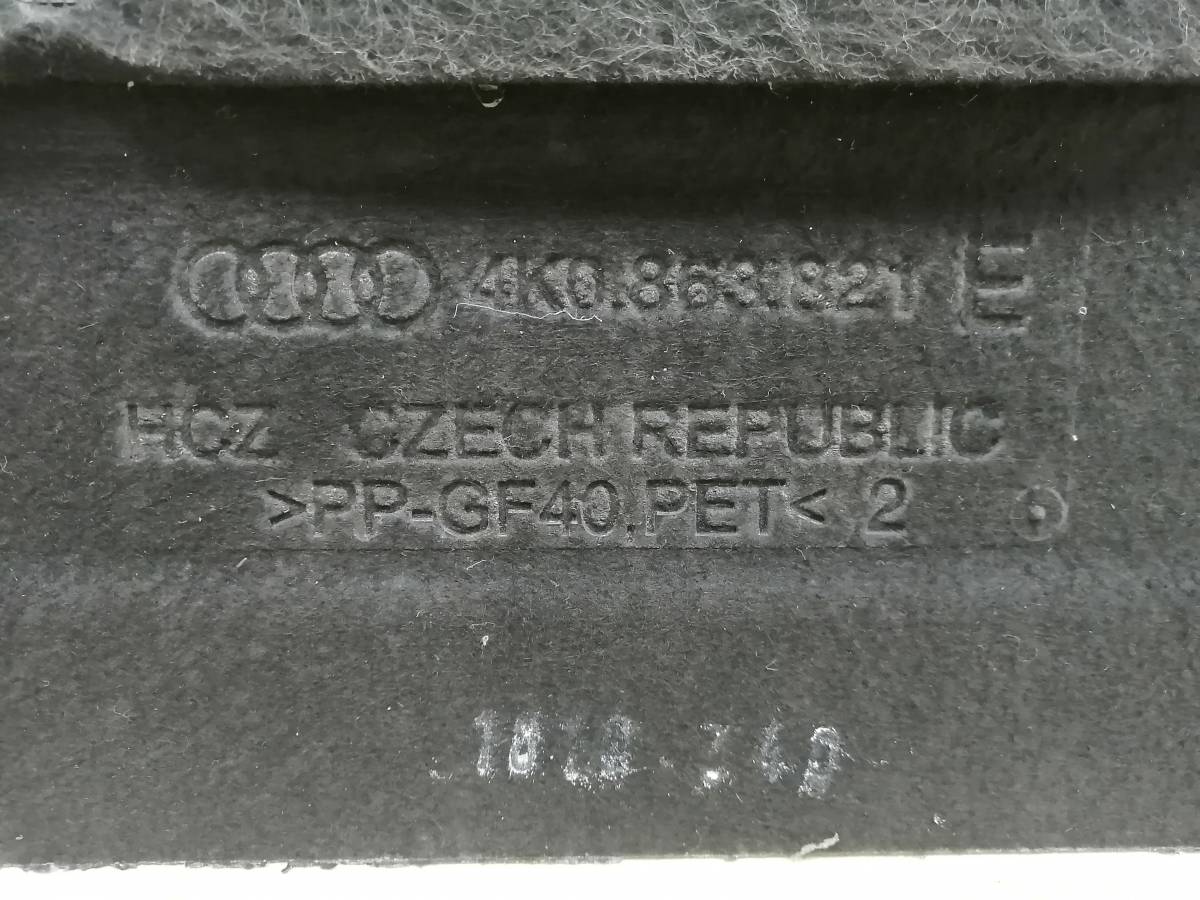 4K0.863.821 E
HCZ CZECH REPUBLIC
>PP-GF40.PET< 2